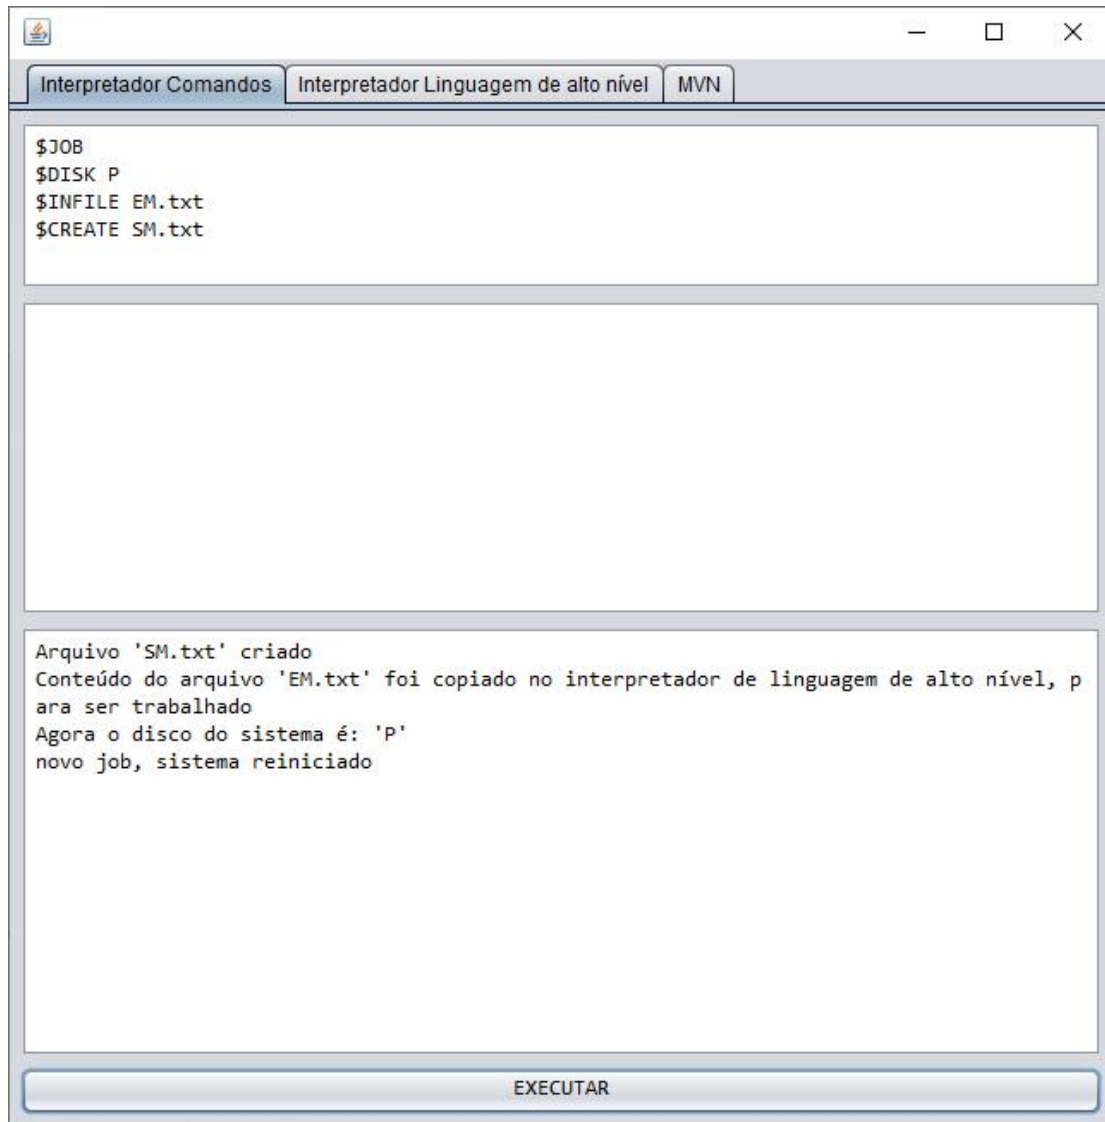 Interpretador Comandos Interpretador Linguagem de alto nível MVN
$JOB
$DISK P
$INFILE EM.txt
$CREATE SM.txt
Arquivo 'SM.txt' criado
Conteúdo do arquivo 'EM.txt' foi copiado no interpretador de linguagem de alto nível, p
ara ser trabalhado
Agora o disco do sistema é: 'P'
novo job, sistema reiniciado
EXECUTAR